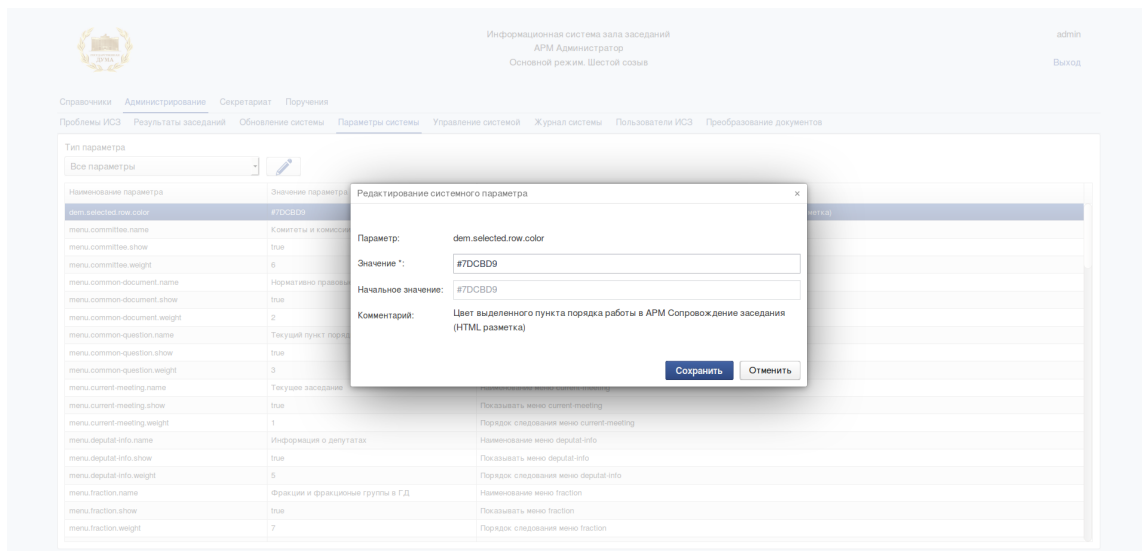 ДУМА
Информационная система зала заседаний
АРМ Администратор
Основной режим. Шестой созыв
admin
Выход
Справочники Администрирование Секретариат Поручения
Проблемы ИСЗ Результаты заседаний Обновление системы Параметры системы Управление системой Журнал системы Пользователи ИСЗ Преобразование документов
Тип параметра
Все параметры
Наименование параметра Значение параметра
dem.selected.row.color #7DCBD9
menu.committee.name Комитеты и комиссии
menu.committee.show true
menu.committee.weight 6
menu.common-document.name Нормативно
menu.common-document.show true
menu.common-document.weight 2
menu.common-question.name Текущий пункт
menu.common-question.show true
menu.common-question.weight 3
menu.current-meeting.name Текущее заседание Наименование меню current-meeting
menu.current-meeting.show true Показывать меню current-meeting
menu.current-meeting.weight 1 Порядок следования меню current-meeting
menu.deputat-info.name Информация о депутатах Наименование меню deputat-info
menu.deputat-info.show true Показывать меню deputat-info
menu.deputat-info.weight 5 Порядок следования меню deputat-info
menu.fraction.name Фракции и фракционые группы в ГД Наименование меню fraction
menu.fraction.show true Показывать меню fraction
menu.fraction.weight 7 Порядок следования меню fraction
Редактирование системного параметра ×
Параметр: dem.selected.row.color
Значение *: #7DCBD9
Начальное значение: #7DCBD9
Комментарий: Цвет выделенного пункта порядка работы в АРМ Сопровождение заседания
(HTML разметка)
Сохранить Отменить